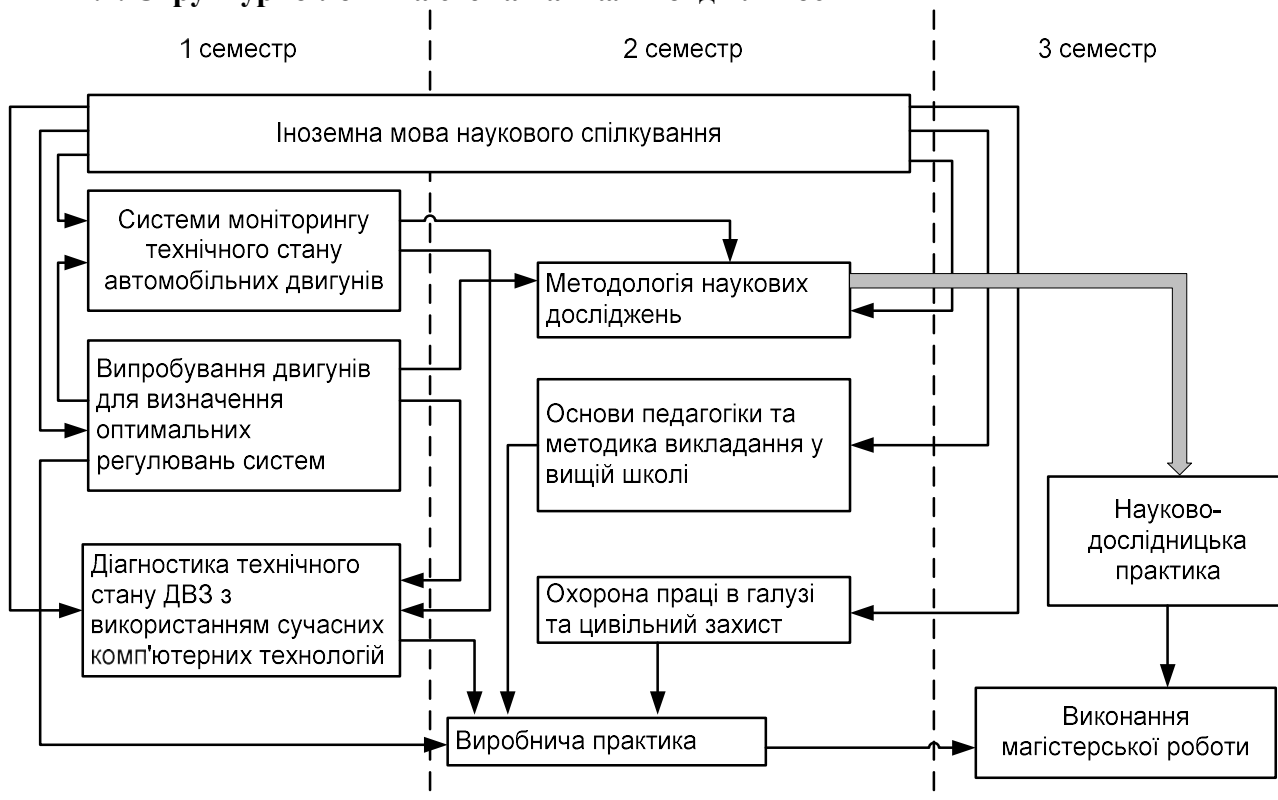 1 семестр
2 семестр
3 семестр
Іноземна мова наукового спілкування
Системи моніторингу
технічного стану
автомобільних двигунів
Методологія наукових
досліджень
Випробування двигунів
для визначення
оптимальних
регулювань систем
Основи педагогіки та
методика викладання у
вищій школі
Науково-
дослідницька
практика
Діагностика технічного
стану ДВЗ з
використанням сучасних
комп'ютерних технологій
Охорона праці в галузі
та цивільний захист
Виробнича практика
Виконання
магістерської роботи